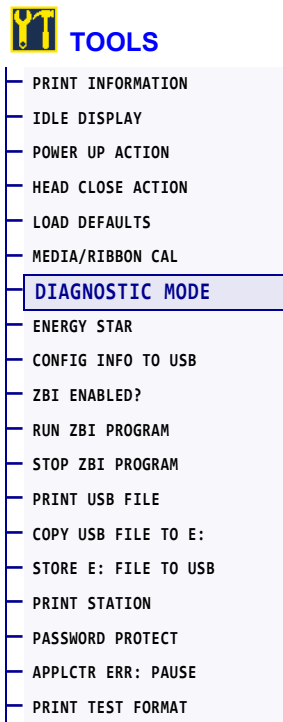 TOOLS
PRINT INFORMATION
IDLE DISPLAY
POWER UP ACTION
HEAD CLOSE ACTION
LOAD DEFAULTS
MEDIA/RIBBON CAL
DIAGNOSTIC MODE
ENERGY STAR
CONFIG INFO TO USB
ZBI ENABLED?
RUN ZBI PROGRAM
STOP ZBI PROGRAM
PRINT USB FILE
COPY USB FILE TO E:
STORE E: FILE TO USB
PRINT STATION
PASSWORD PROTECT
APPLCTR ERR: PAUSE
PRINT TEST FORMAT